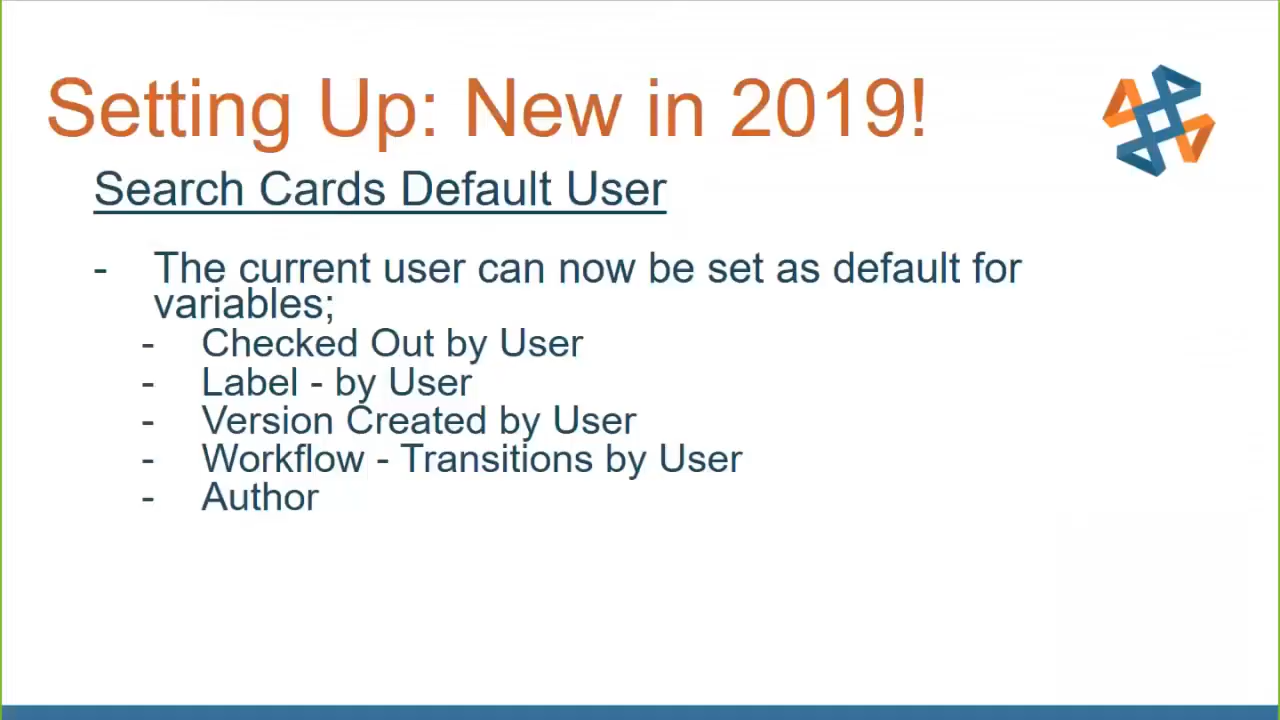 Setting Up: New in 2019!
Search Cards Default User
- The current user can now be set as default for
variables;
- Checked Out by User
- Label - by User
- Version Created by User
- Workflow - Transitions by User
- Author